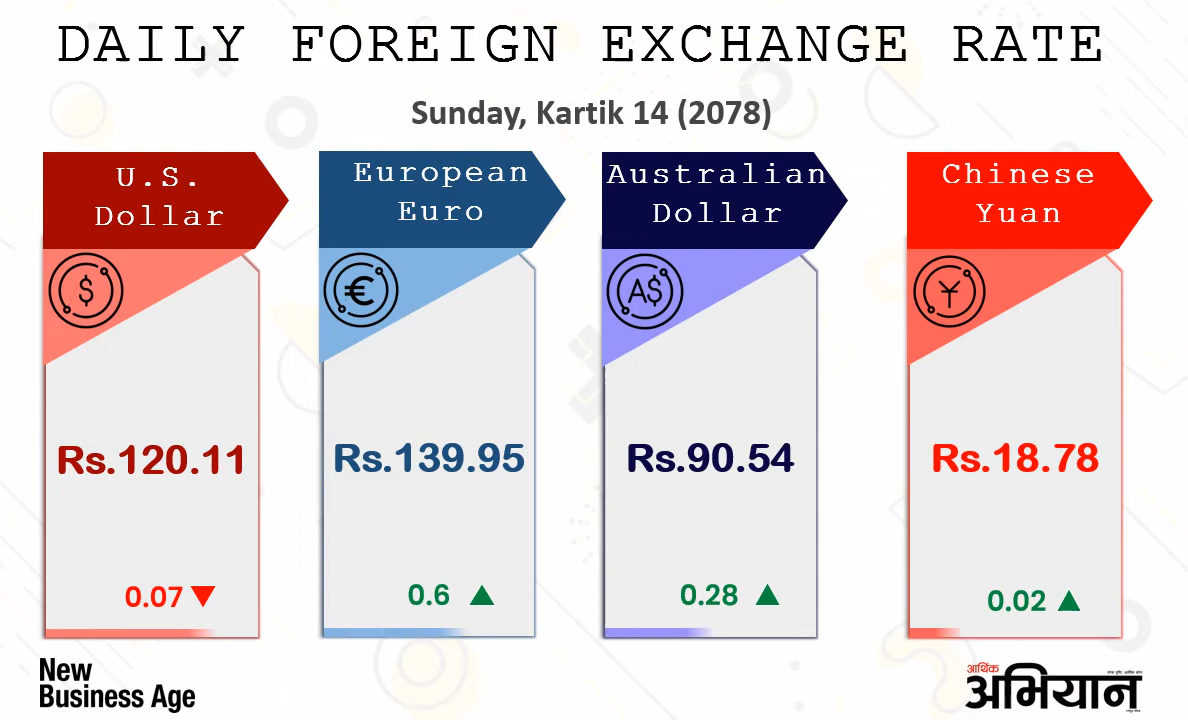 DAILY FOREIGN EXCHANGE RATE
Sunday, Kartik 14 (2078)
U.S.
Dollar
$
Rs.120.11
0.07 ▼
European
Euro
€
Rs.139.95
0.6 ▲
Australian
Dollar
A$
Rs.90.54
0.28 ▲
Chinese
Yuan
¥
Rs.18.78
0.02 ▲
New
Business Age
आर्थिक
अभियान